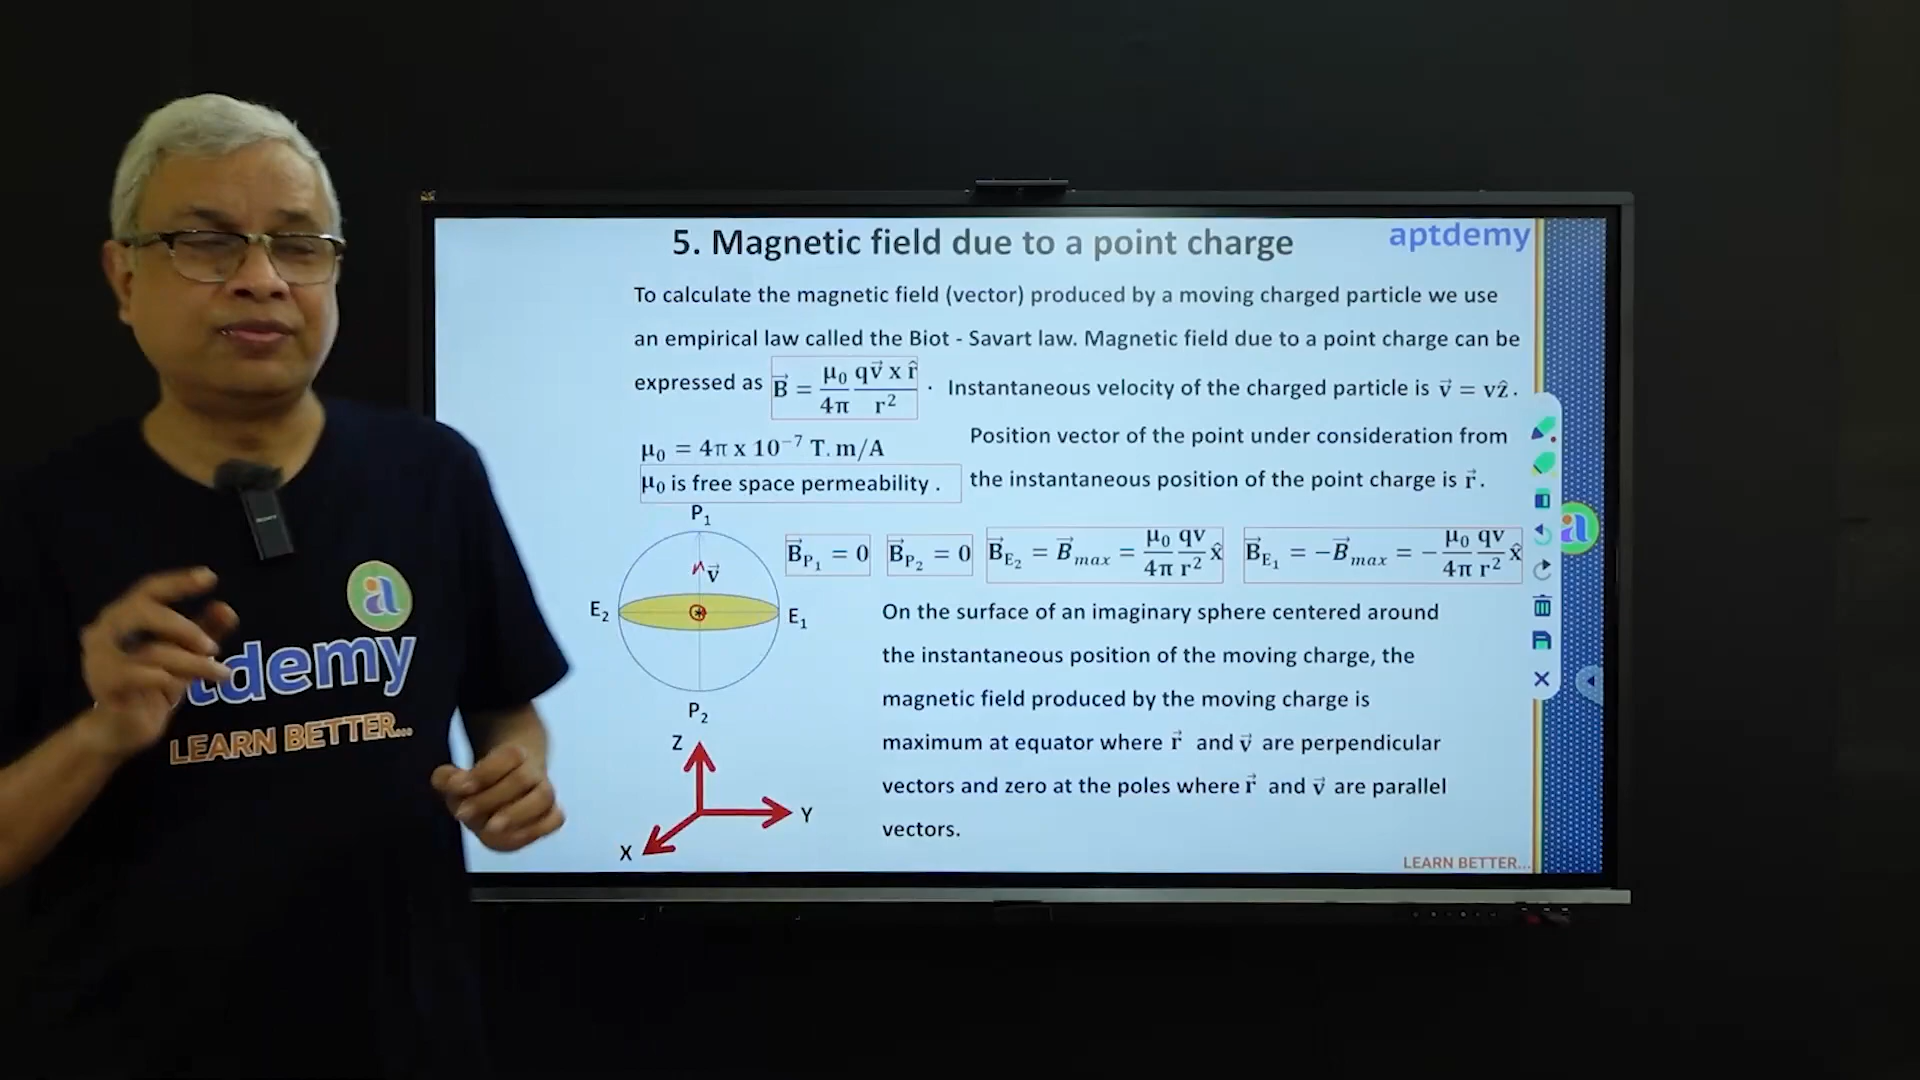 5. Magnetic field due to a point charge
aptdemy
To calculate the magnetic field (vector) produced by a moving charged particle we use
an empirical law called the Biot - Savart law. Magnetic field due to a point charge can be
expressed as B⃗ = μ₀/4π qv⃗ x r̂/r² . Instantaneous velocity of the charged particle is v⃗ = vẑ.
μ₀ = 4π x 10⁻⁷ T.m/A
μ₀ is free space permeability .
Position vector of the point under consideration from
the instantaneous position of the point charge is r⃗.
P₁
v⃗
E₂
E₁
P₂
B⃗P₁ = 0
B⃗P₂ = 0
B⃗E₂ = B⃗max = μ₀/4π qv/r² x̂
B⃗E₁ = −B⃗max = − μ₀/4π qv/r² x̂
On the surface of an imaginary sphere centered around
the instantaneous position of the moving charge, the
magnetic field produced by the moving charge is
maximum at equator where r⃗ and v⃗ are perpendicular
vectors and zero at the poles where r⃗ and v⃗ are parallel
vectors.
Z
Y
X
LEARN BETTER...
a
a
tdemy
LEARN BETTER...
SONY